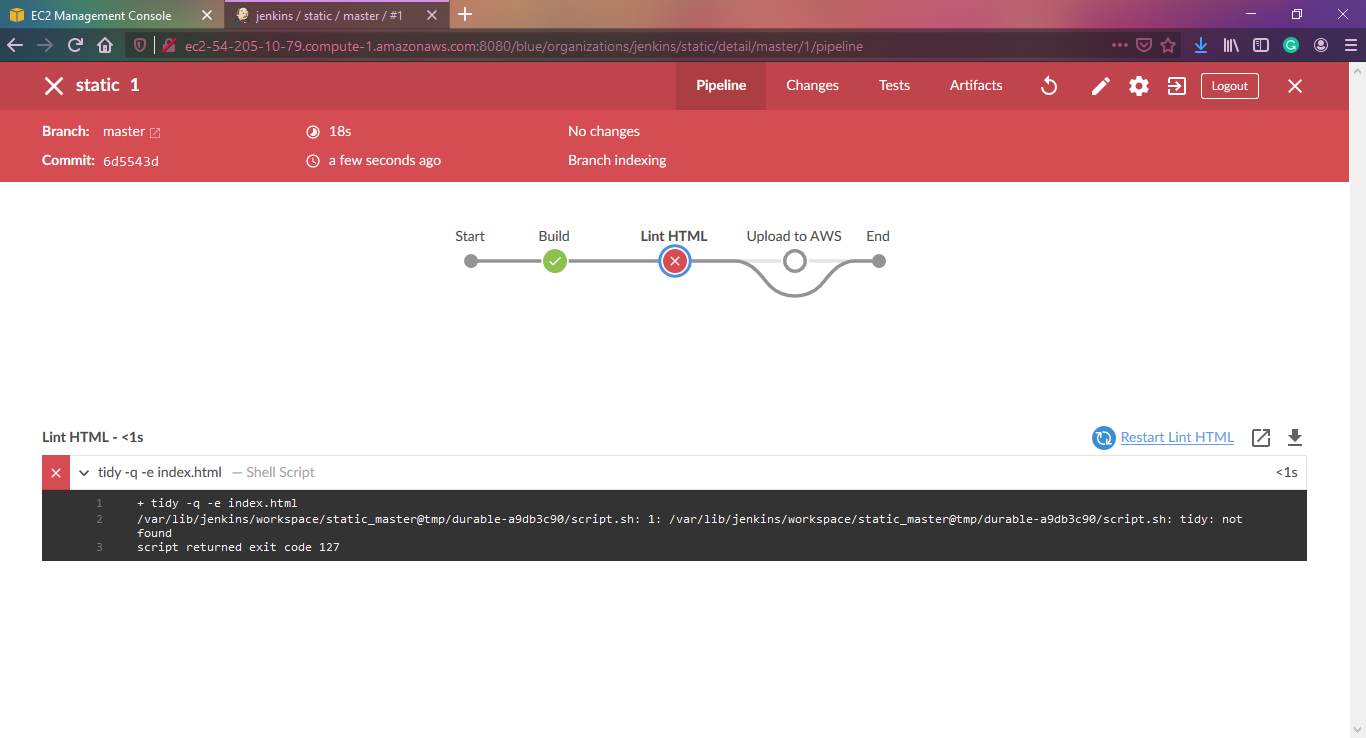 EC2 Management Console
jenkins / static / master / #1
ec2-54-205-10-79.compute-1.amazonaws.com:8080/blue/organizations/jenkins/static/detail/master/1/pipeline
static 1
Pipeline
Changes
Tests
Artifacts
Logout
Branch: master
18s
No changes
Commit: 6d5543d
a few seconds ago
Branch indexing
Start
Build
Lint HTML
Upload to AWS
End
Lint HTML - <1s
Restart Lint HTML
tidy -q -e index.html — Shell Script
<1s
1 + tidy -q -e index.html
2 /var/lib/jenkins/workspace/static_master@tmp/durable-a9db3c90/script.sh: 1: /var/lib/jenkins/workspace/static_master@tmp/durable-a9db3c90/script.sh: tidy: not
found
3 script returned exit code 127